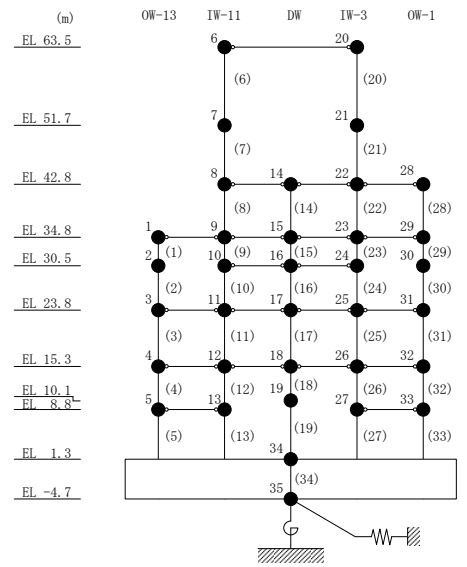 (m) OW-13 IW-11 DW IW-3 OW-1
EL 63.5 6 20
(6) (20)
EL 51.7 7 21
(7) (21)
EL 42.8 8 14 22 28
(8) (14) (22) (28)
EL 34.8 1 9 15 23 29
(1) (9) (15) (23) (29)
EL 30.5 2 10 16 24 30
(2) (10) (16) (24) (30)
EL 23.8 3 11 17 25 31
(3) (11) (17) (25) (31)
EL 15.3 4 12 18 26 32
(4) (12) (18) (26) (32)
EL 10.1 19
EL 8.8 5 13 27 33
(5) (13) (19) (27) (33)
EL 1.3 34
(34)
EL -4.7 35